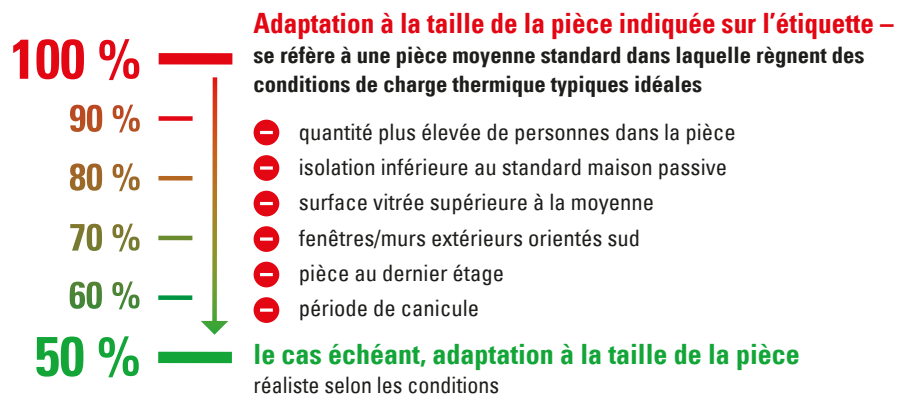 Adaptation à la taille de la pièce indiquée sur l'étiquette –
100 %
se réfère à une pièce moyenne standard dans laquelle règnent des
conditions de charge thermique typiques idéales
90 %
quantité plus élevée de personnes dans la pièce
isolation inférieure au standard maison passive
80 %
surface vitrée supérieure à la moyenne
70 %
fenêtres/murs extérieurs orientés sud
pièce au dernier étage
60 %
période de canicule
50 %
le cas échéant, adaptation à la taille de la pièce
réaliste selon les conditions